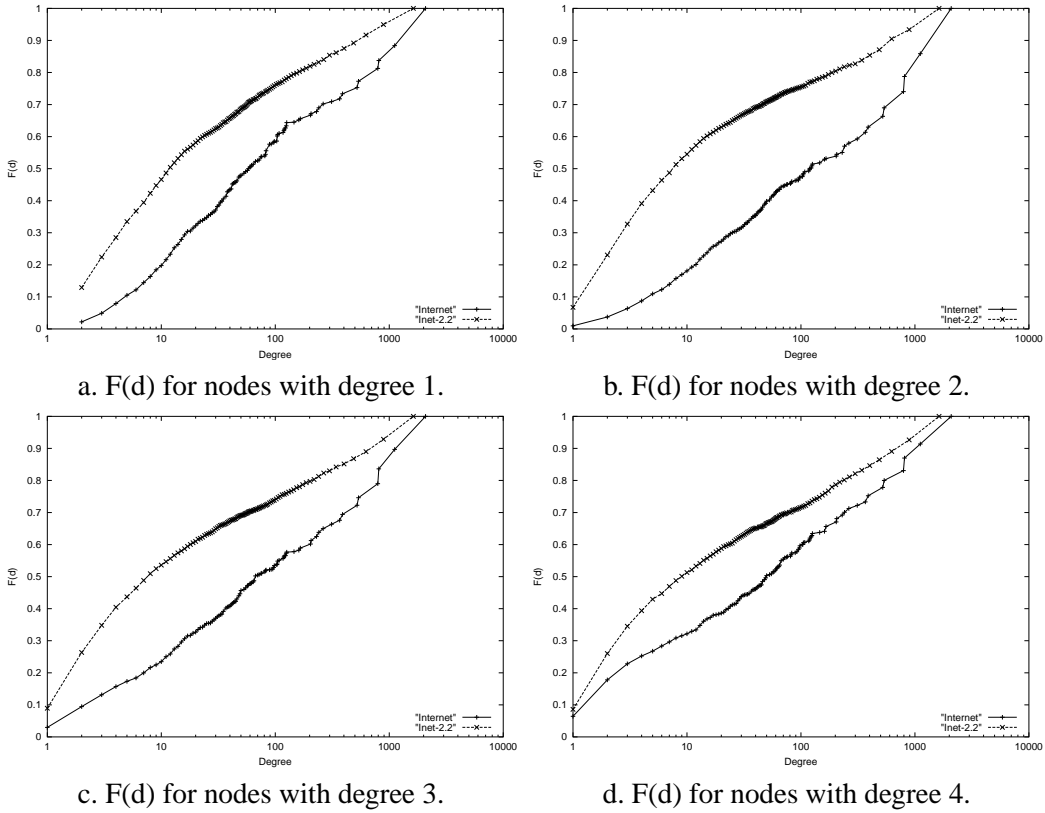 1
0.9
0.8
0.7
0.6
0.5
0.4
0.3
0.2
0.1
0
F(d)
1 10 100 1000 10000
Degree
"Internet"
"Inet-2.2"
a. F(d) for nodes with degree 1.
1
0.9
0.8
0.7
0.6
0.5
0.4
0.3
0.2
0.1
0
F(d)
1 10 100 1000 10000
Degree
"Internet"
"Inet-2.2"
b. F(d) for nodes with degree 2.
1
0.9
0.8
0.7
0.6
0.5
0.4
0.3
0.2
0.1
0
F(d)
1 10 100 1000 10000
Degree
"Internet"
"Inet-2.2"
c. F(d) for nodes with degree 3.
1
0.9
0.8
0.7
0.6
0.5
0.4
0.3
0.2
0.1
0
F(d)
1 10 100 1000 10000
Degree
"Internet"
"Inet-2.2"
d. F(d) for nodes with degree 4.